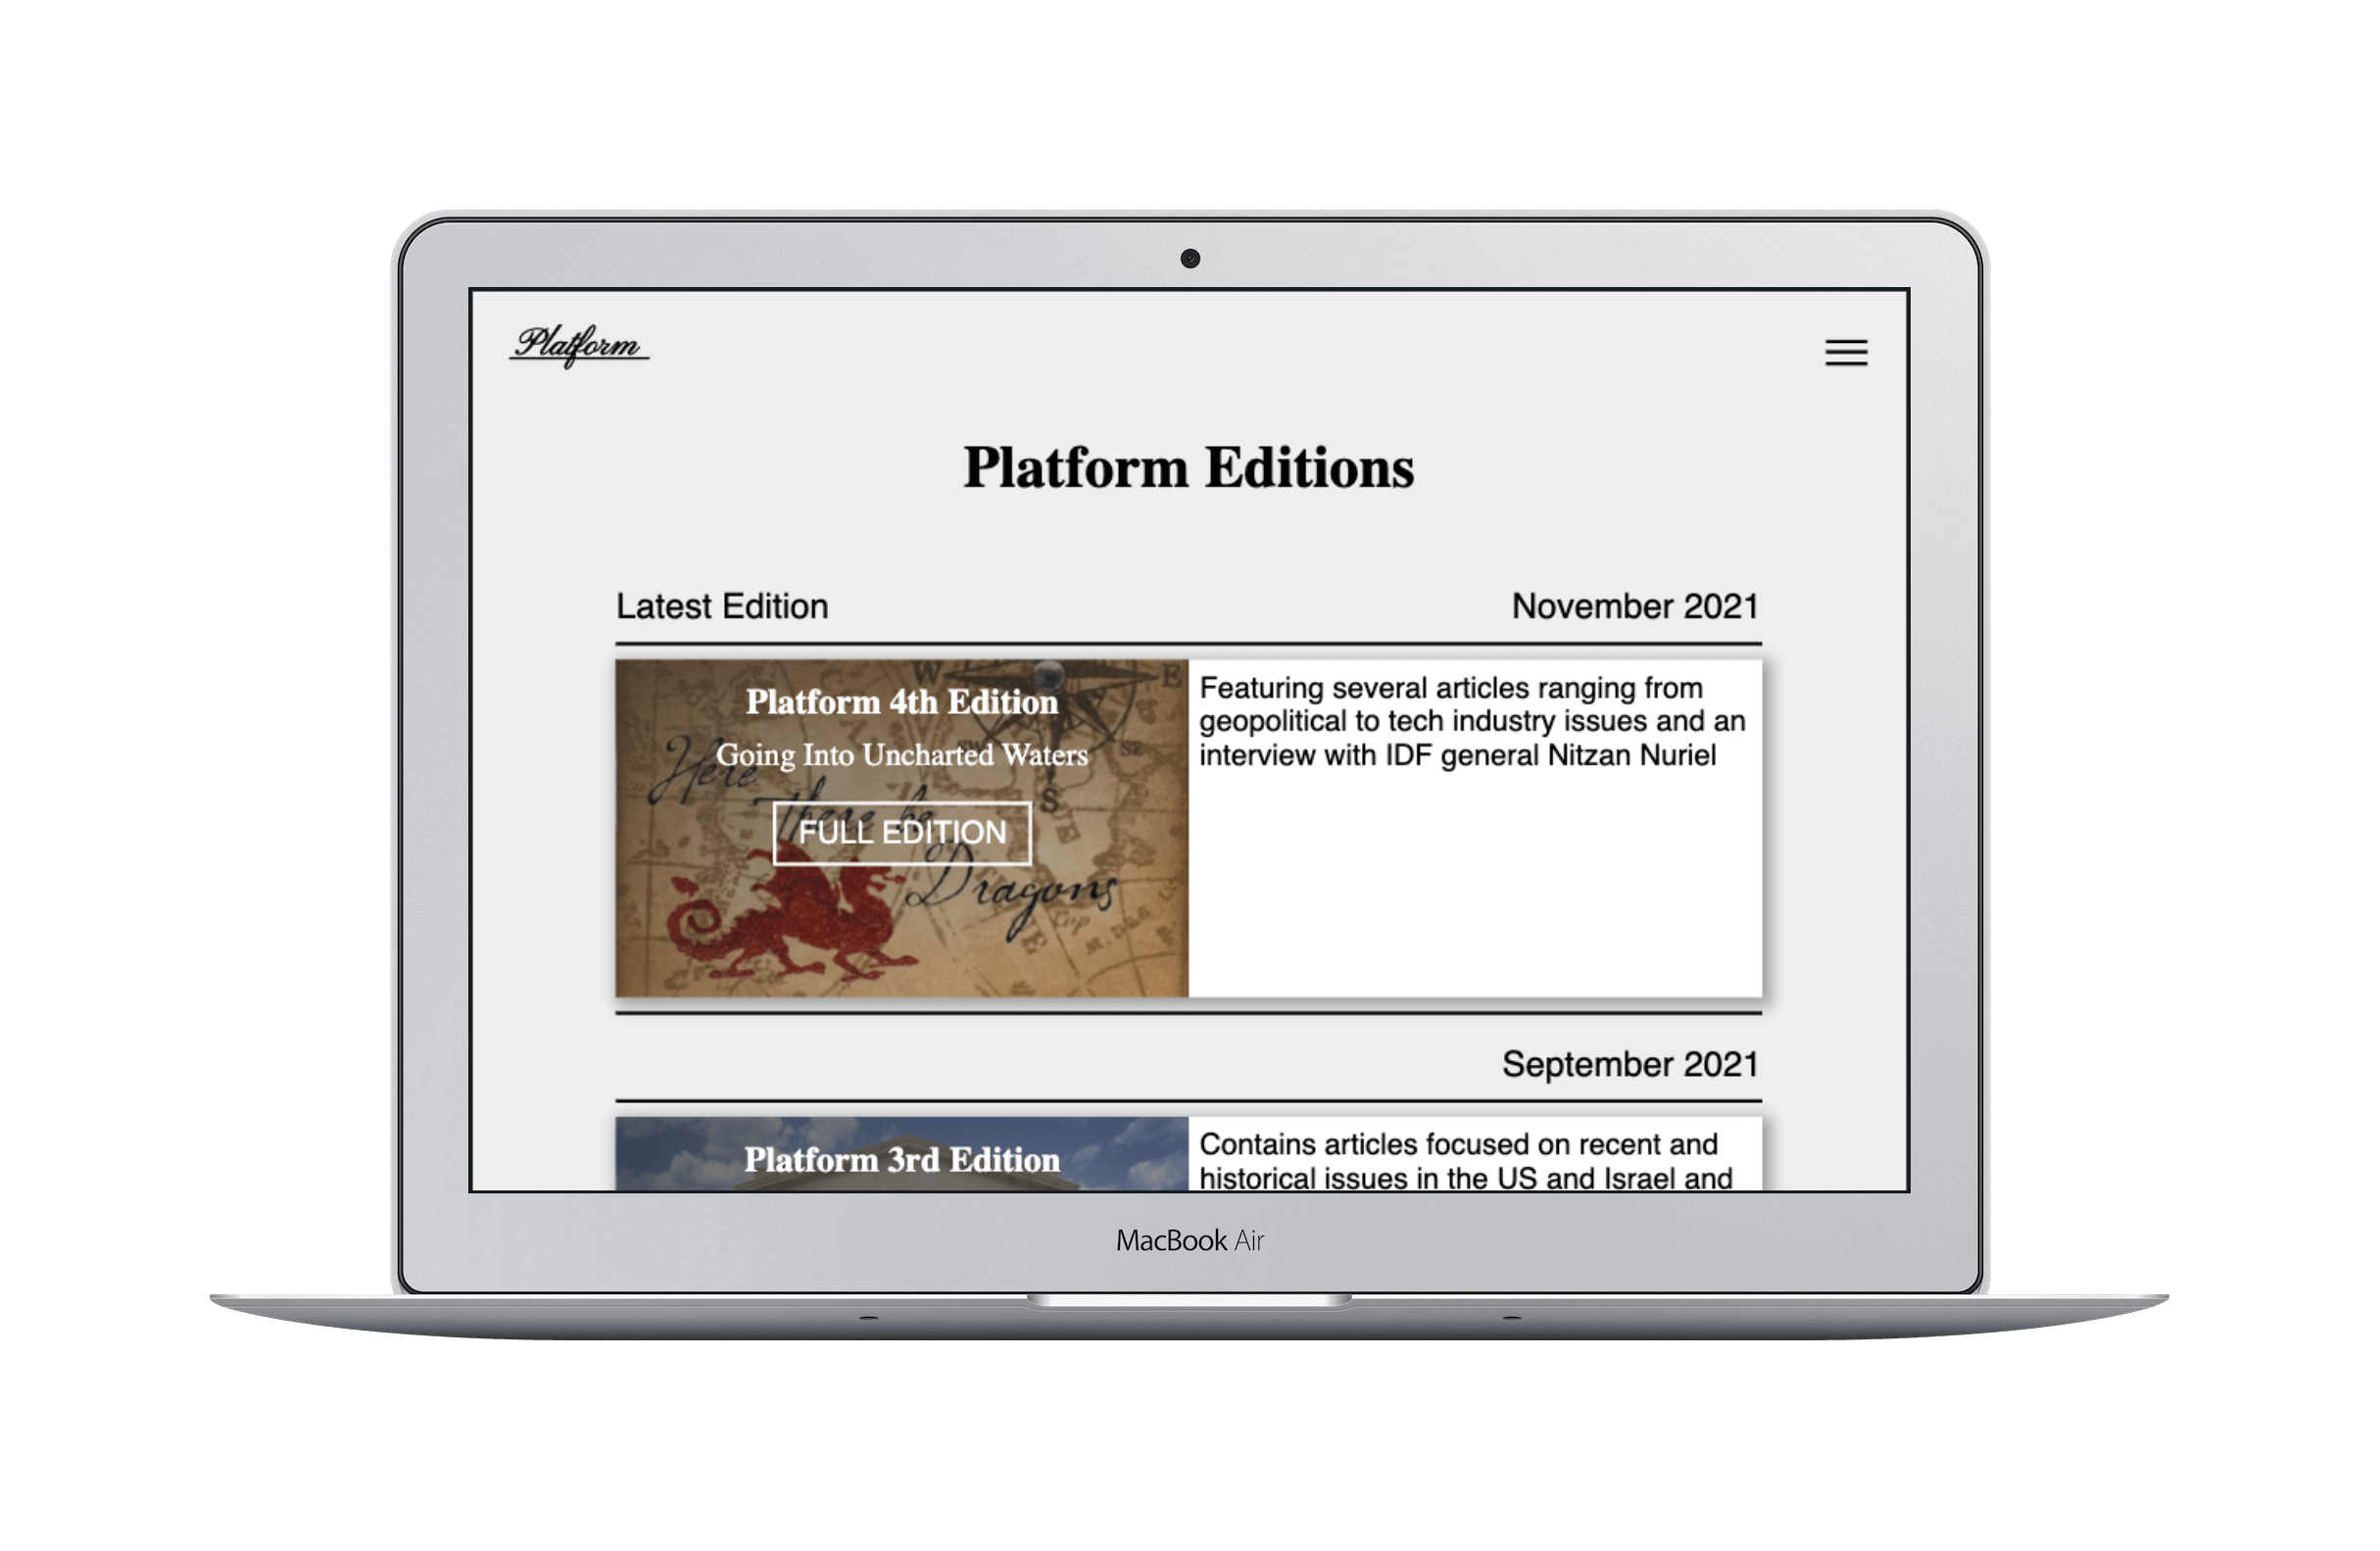 Platform
Platform Editions
Latest Edition
November 2021
W
E
Platform 4th Edition
Going Into Uncharted Waters
SE
Here
There be
S
FULL EDITION
Dragons
Featuring several articles ranging from
geopolitical to tech industry issues and an
interview with IDF general Nitzan Nuriel
September 2021
Platform 3rd Edition
Contains articles focused on recent and
historical issues in the US and Israel and
MacBook Air